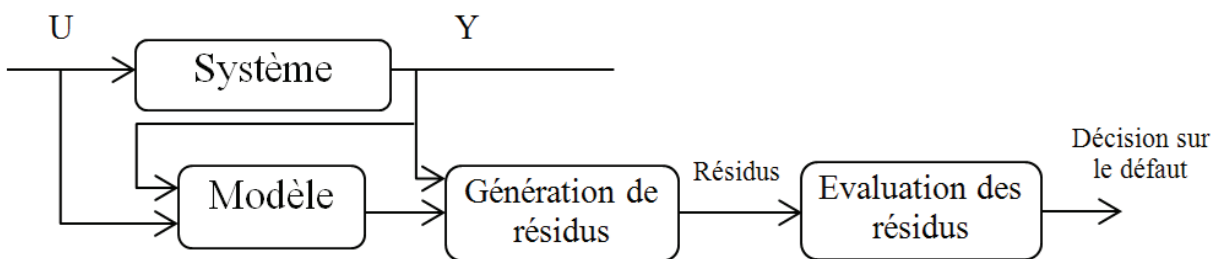 U
Y
Système
Modèle
Génération de
résidus
Résidus
Evaluation des
résidus
Décision sur
le défaut